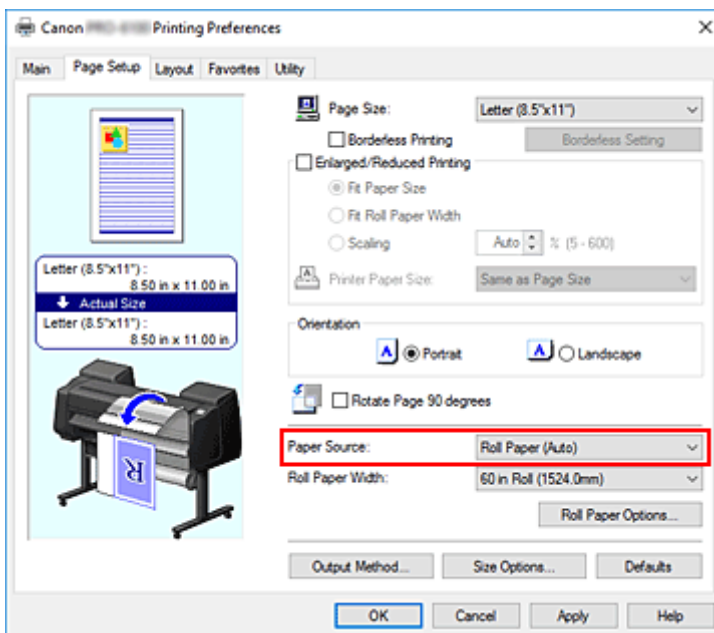 Canon Printing Preferences
Main Page Setup Layout Favorites Utility
Page Size: Letter (8.5"x11")
Borderless Printing Borderless Setting
Enlarged/Reduced Printing
Fit Paper Size
Fit Roll Paper Width
Scaling Auto % (5 - 600)
Printer Paper Size: Same as Page Size
Letter (8.5"x11") :
8.50 in x 11.00 in
Actual Size
Letter (8.5"x11") :
8.50 in x 11.00 in
Orientation
A Portrait A Landscape
Rotate Page 90 degrees
Paper Source: Roll Paper (Auto)
Roll Paper Width: 60 in Roll (1524.0mm)
R
Roll Paper Options...
Output Method... Size Options... Defaults
OK Cancel Apply Help